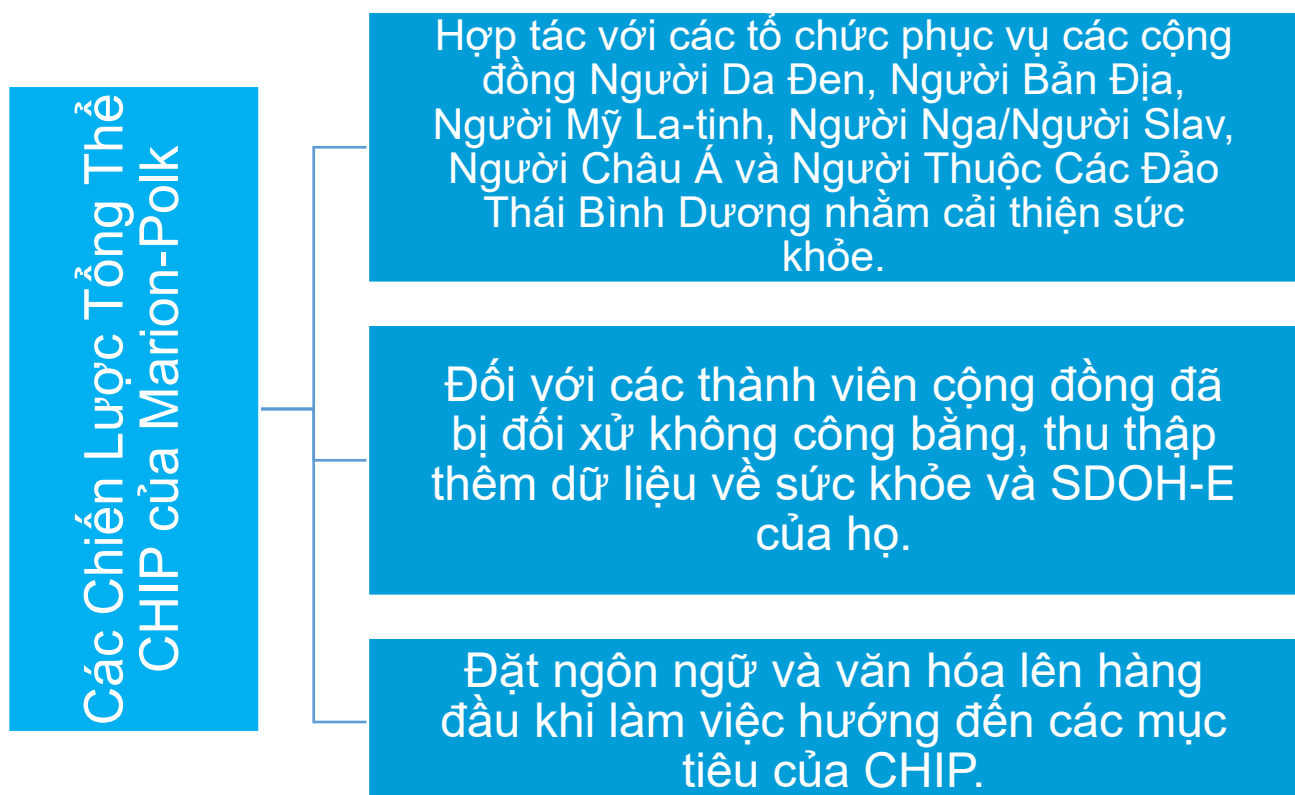 Các Chiến Lược Tổng Thể
CHIP của Marion-Polk
Hợp tác với các tổ chức phục vụ các cộng
đồng Người Da Đen, Người Bản Địa,
Người Mỹ La-tinh, Người Nga/Người Slav,
Người Châu Á và Người Thuộc Các Đảo
Thái Bình Dương nhằm cải thiện sức
khỏe.
Đối với các thành viên cộng đồng đã
bị đối xử không công bằng, thu thập
thêm dữ liệu về sức khỏe và SDOH-E
của họ.
Đặt ngôn ngữ và văn hóa lên hàng
đầu khi làm việc hướng đến các mục
tiêu của CHIP.